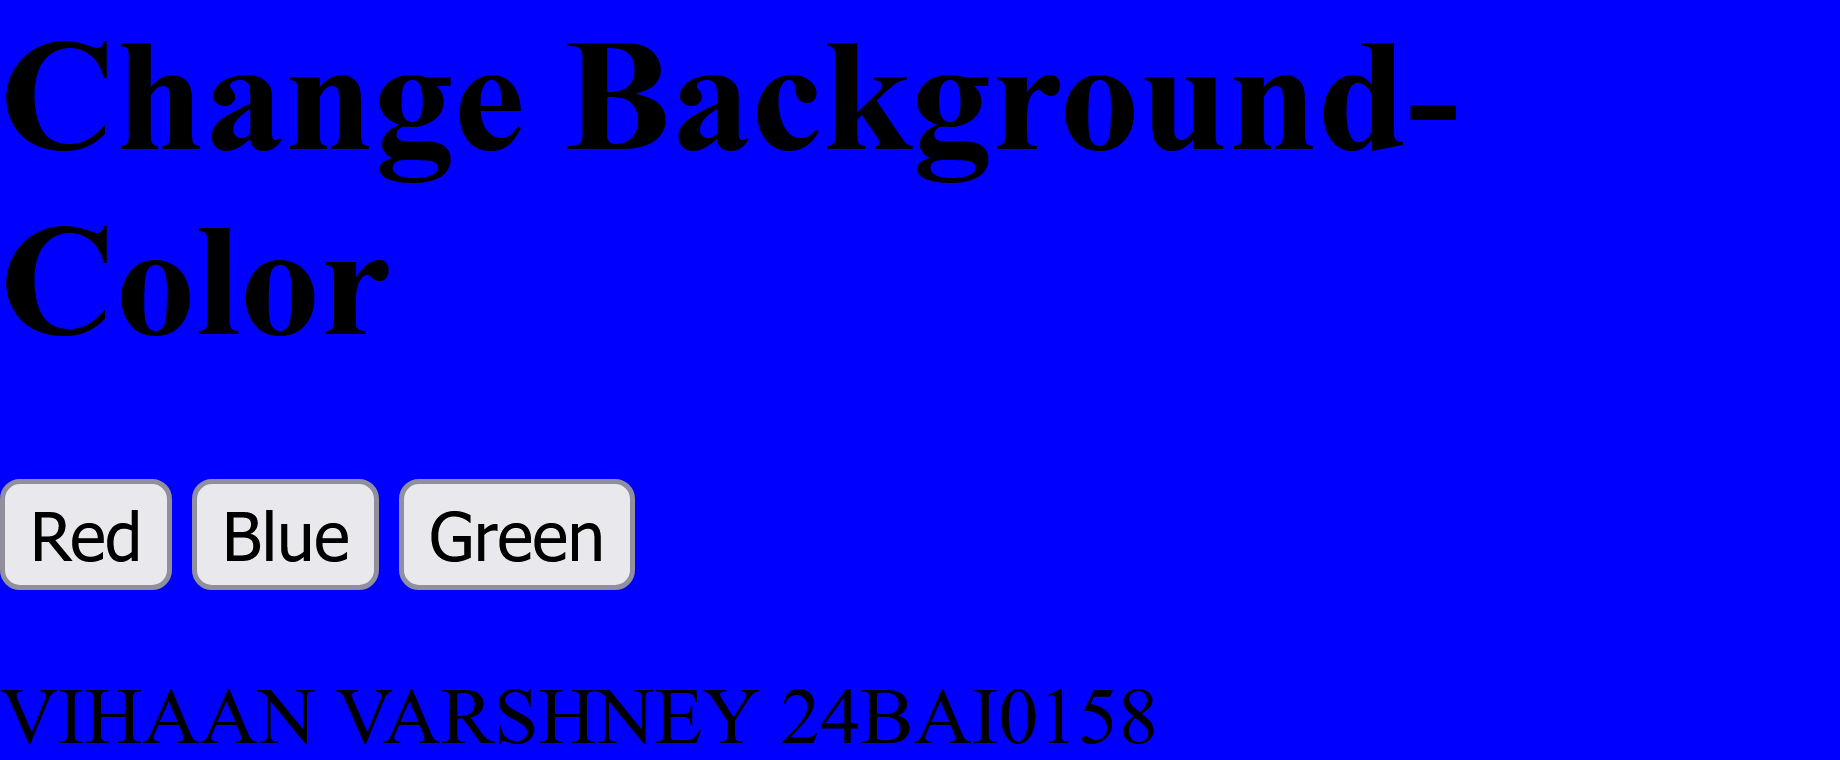 Change Background-
Color
Red Blue Green
VIHAAN VARSHNEY 24BAI0158